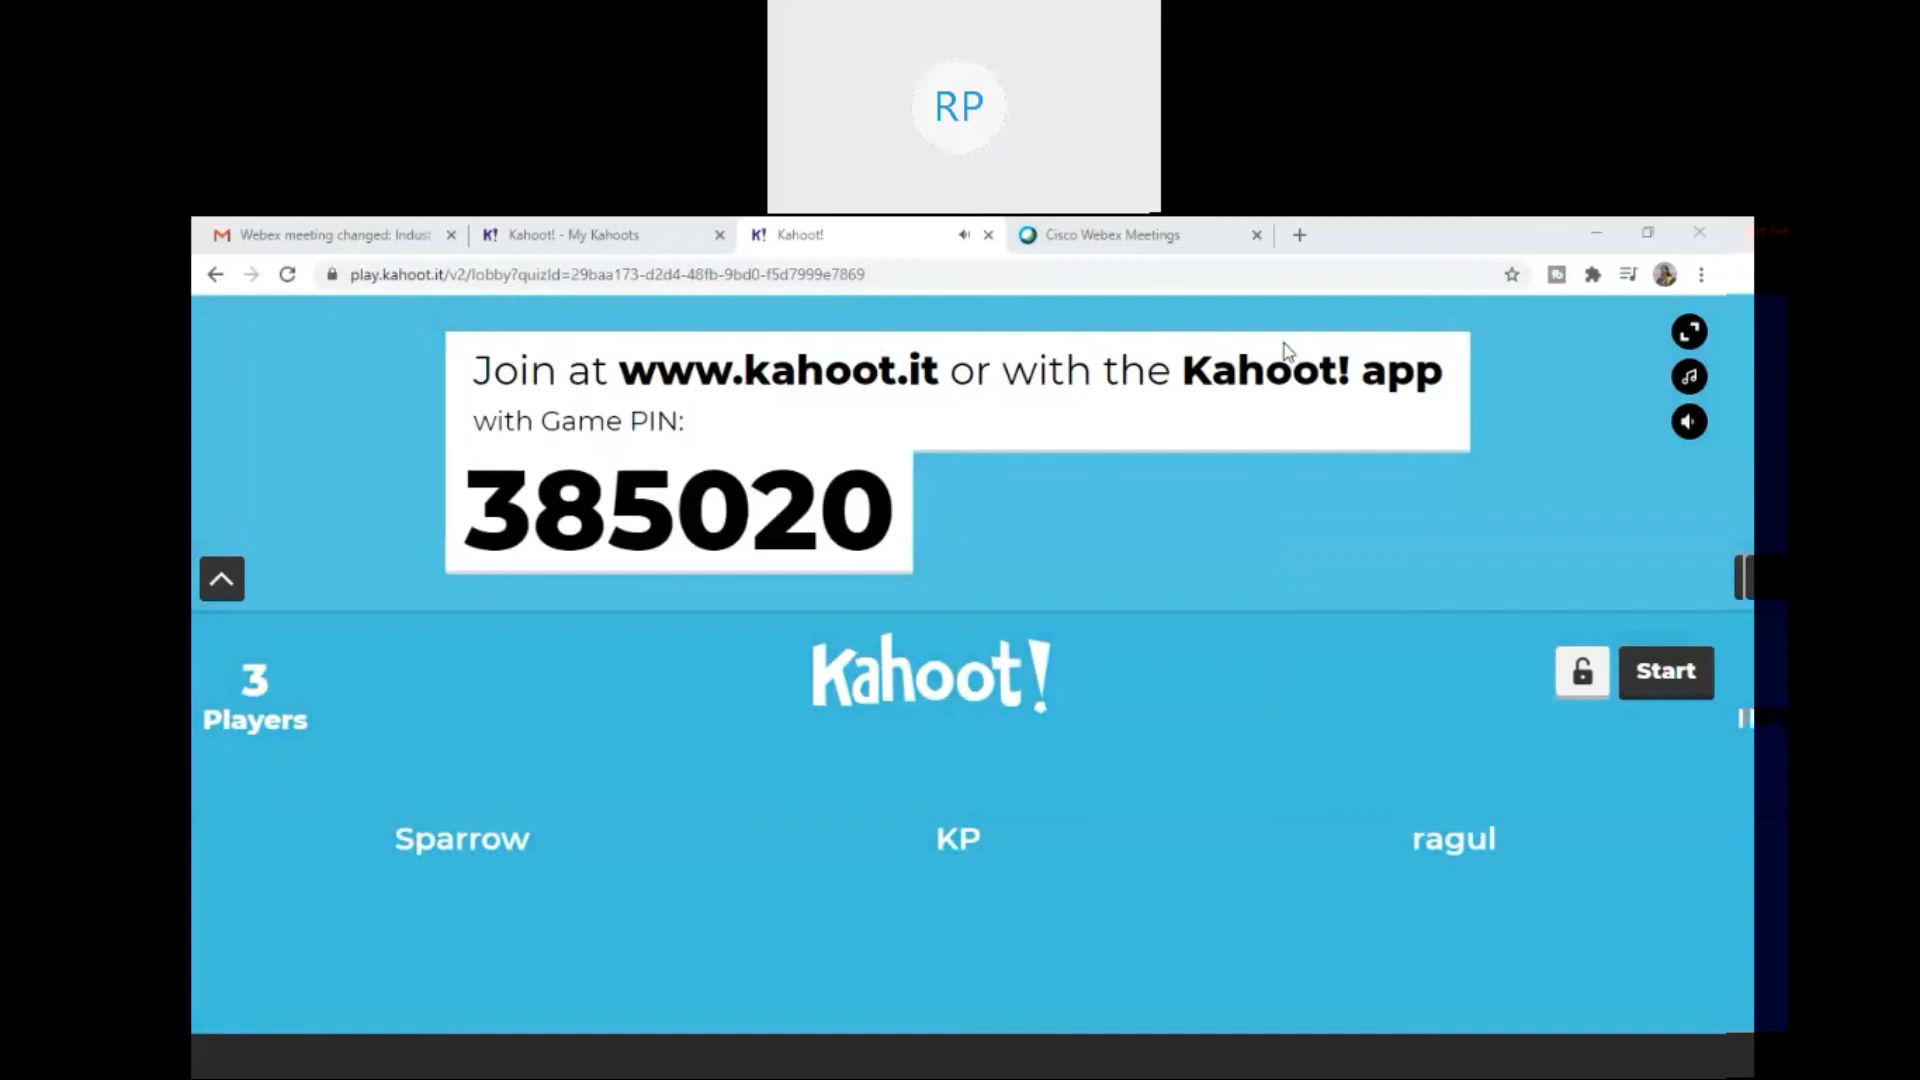 RP
Webex meeting changed: Indust
Kahoot! - My Kahoots
Kahoot!
Cisco Webex Meetings
play.kahoot.it/v2/lobby?quizId=29baa173-d2d4-48fb-9bd0-f5d7999e7869
Join at www.kahoot.it or with the Kahoot! app
with Game PIN:
385020
3
Players
Kahoot!
Start
Sparrow
KP
ragul